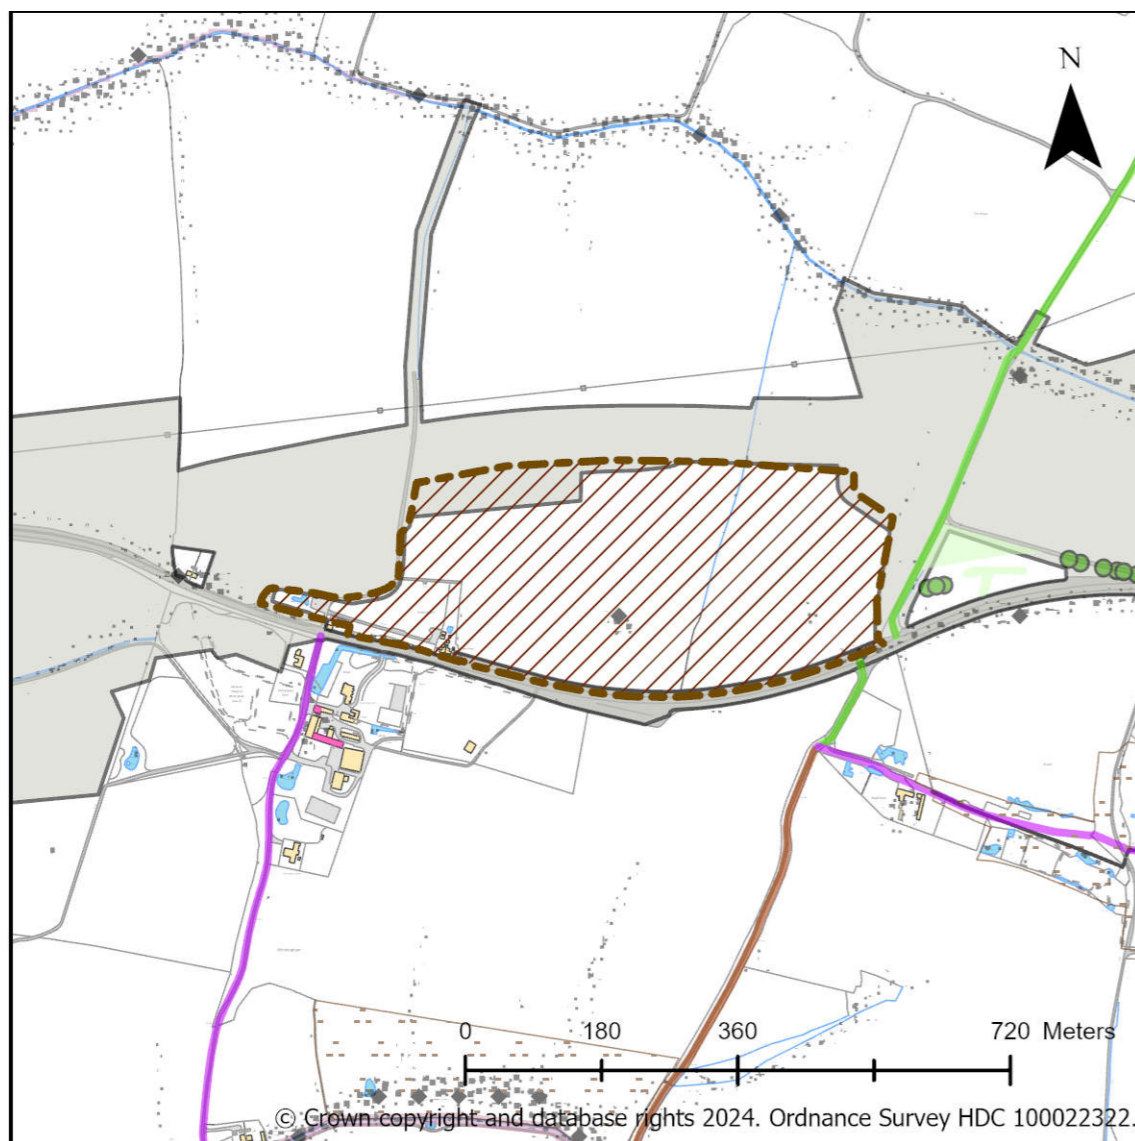 N
0 180 360 720 Meters
© Crown copyright and database rights 2024. Ordnance Survey HDC 100022322.